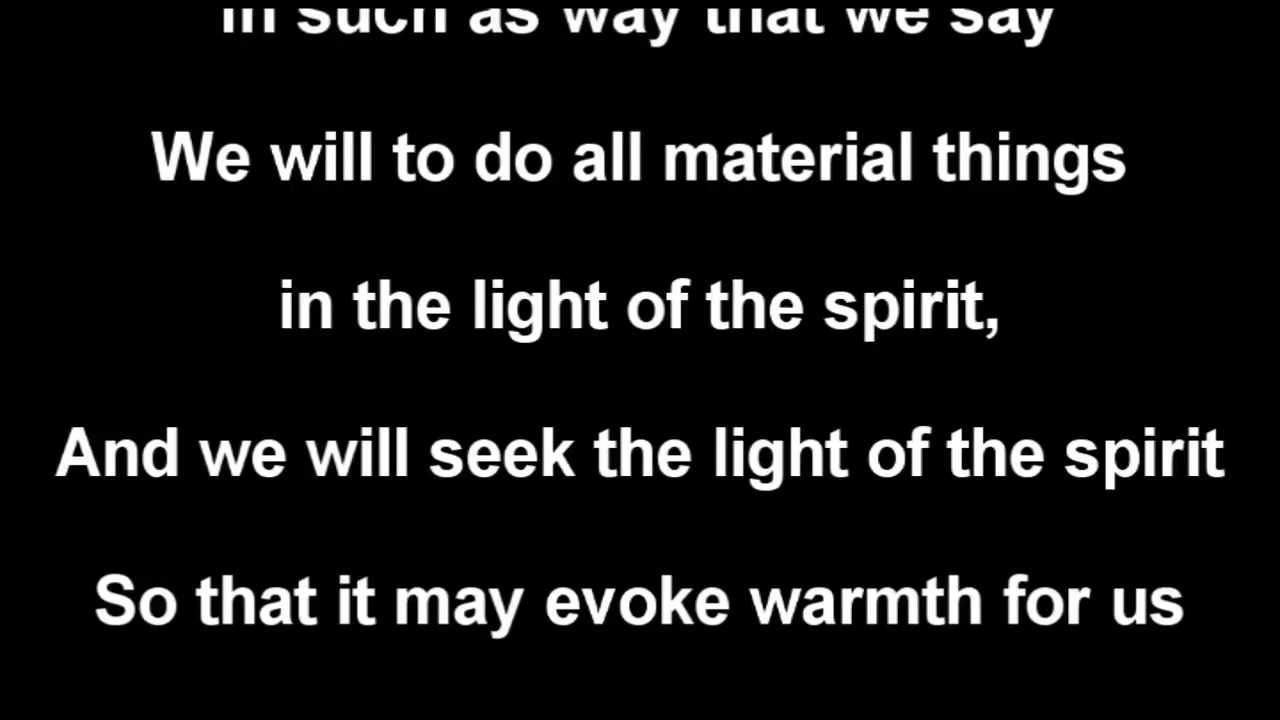 in such as way that we say
We will to do all material things
in the light of the spirit,
And we will seek the light of the spirit
So that it may evoke warmth for us